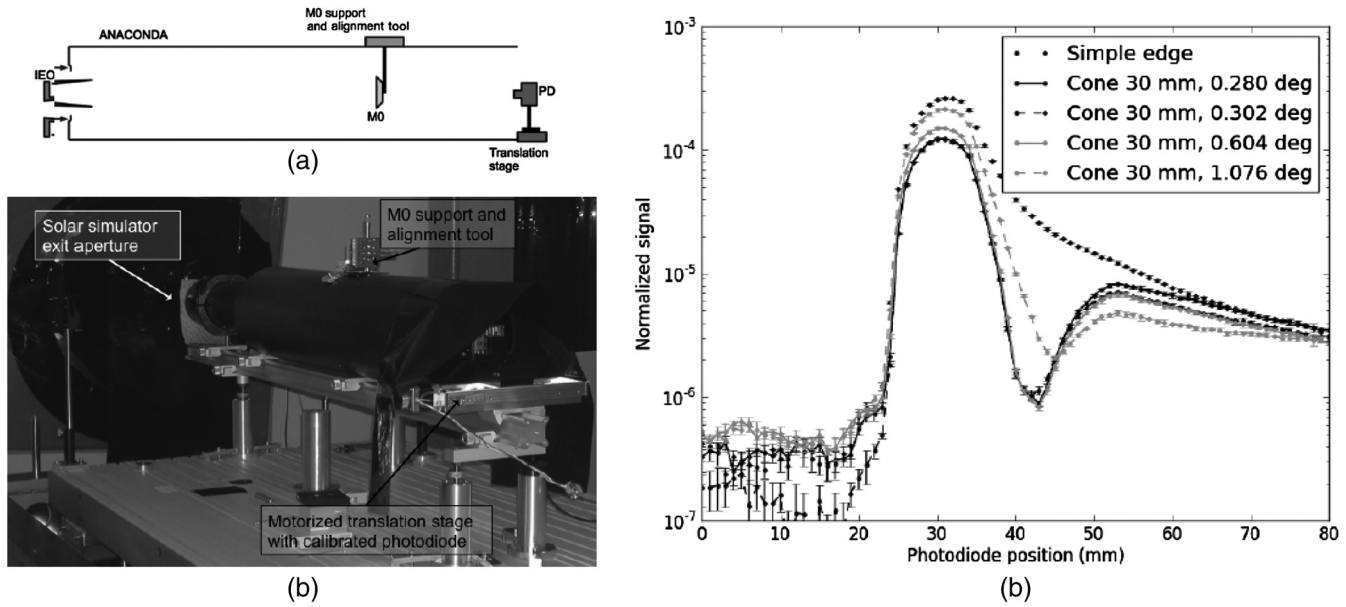 M0 support
and alignment tool
ANACONDA
IEO
M0
PD
Translation
stage
(a)
Solar simulator
exit aperture
M0 support and
alignment tool
Motorized translation stage
with calibrated photodiode
(b)
Normalized signal
10^-3
10^-4
10^-5
10^-6
10^-7
Simple edge
Cone 30 mm, 0.280 deg
Cone 30 mm, 0.302 deg
Cone 30 mm, 0.604 deg
Cone 30 mm, 1.076 deg
0 10 20 30 40 50 60 70 80
Photodiode position (mm)
(b)